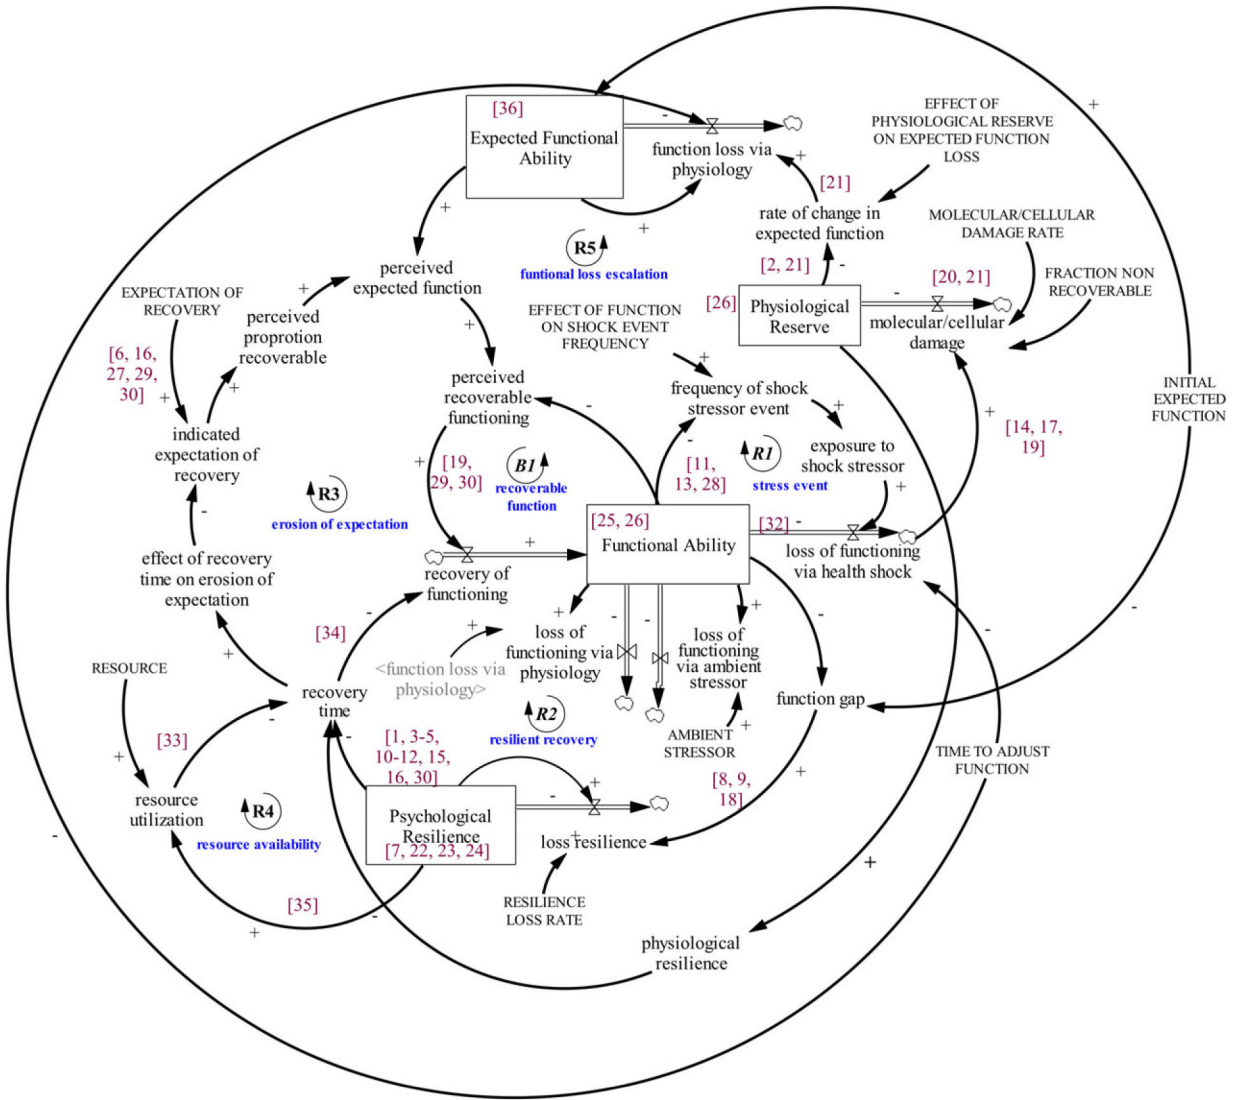 [36]
Expected Functional
Ability
-
function loss via
physiology
+
+
EFFECT OF
PHYSIOLOGICAL RESERVE
ON EXPECTED FUNCTION
LOSS
+
[21]
rate of change in
expected function
MOLECULAR/CELLULAR
DAMAGE RATE
+
R5
funtional loss escalation
[2, 21]
-
[20, 21]
FRACTION NON
RECOVERABLE
perceived
expected function
+
EXPECTATION OF
RECOVERY
+
perceived
proprotion
recoverable
[26]
Physiological
Reserve
-
molecular/cellular
damage
EFFECT OF FUNCTION
ON SHOCK EVENT
FREQUENCY
+
+
[6, 16,
27, 29,
30]
+
+
perceived
recoverable
functioning
-
frequency of shock
stressor event
+
INITIAL
EXPECTED
FUNCTION
indicated
expectation of
recovery
+
[19,
29, 30]
B1
recoverable
function
-
[11,
13, 28]
R1
stress event
exposure to
shock stressor
+
+
[14, 17,
19]
R3
erosion of expectation
-
[25, 26]
Functional Ability
[32]
-
loss of functioning
via health shock
effect of recovery
time on erosion of
expectation
+
recovery of
functioning
-
[34]
+
+
+
loss of
functioning via
physiology
-
-
+
loss of
functioning
via ambient
stressor
-
-
-
<function loss via
physiology>
RESOURCE
recovery
time
function gap
[33]
-
+
-
[1, 3-5,
10-12, 15,
16, 30]
R2
resilient recovery
AMBIENT
STRESSOR
+
TIME TO ADJUST
FUNCTION
resource
utilization
R4
resource availability
Psychological
Resilience
[7, 22, 23, 24]
-
+
+
loss resilience
[8, 9,
18]
+
-
RESILIENCE
LOSS RATE
+
[35]
-
+
physiological
resilience